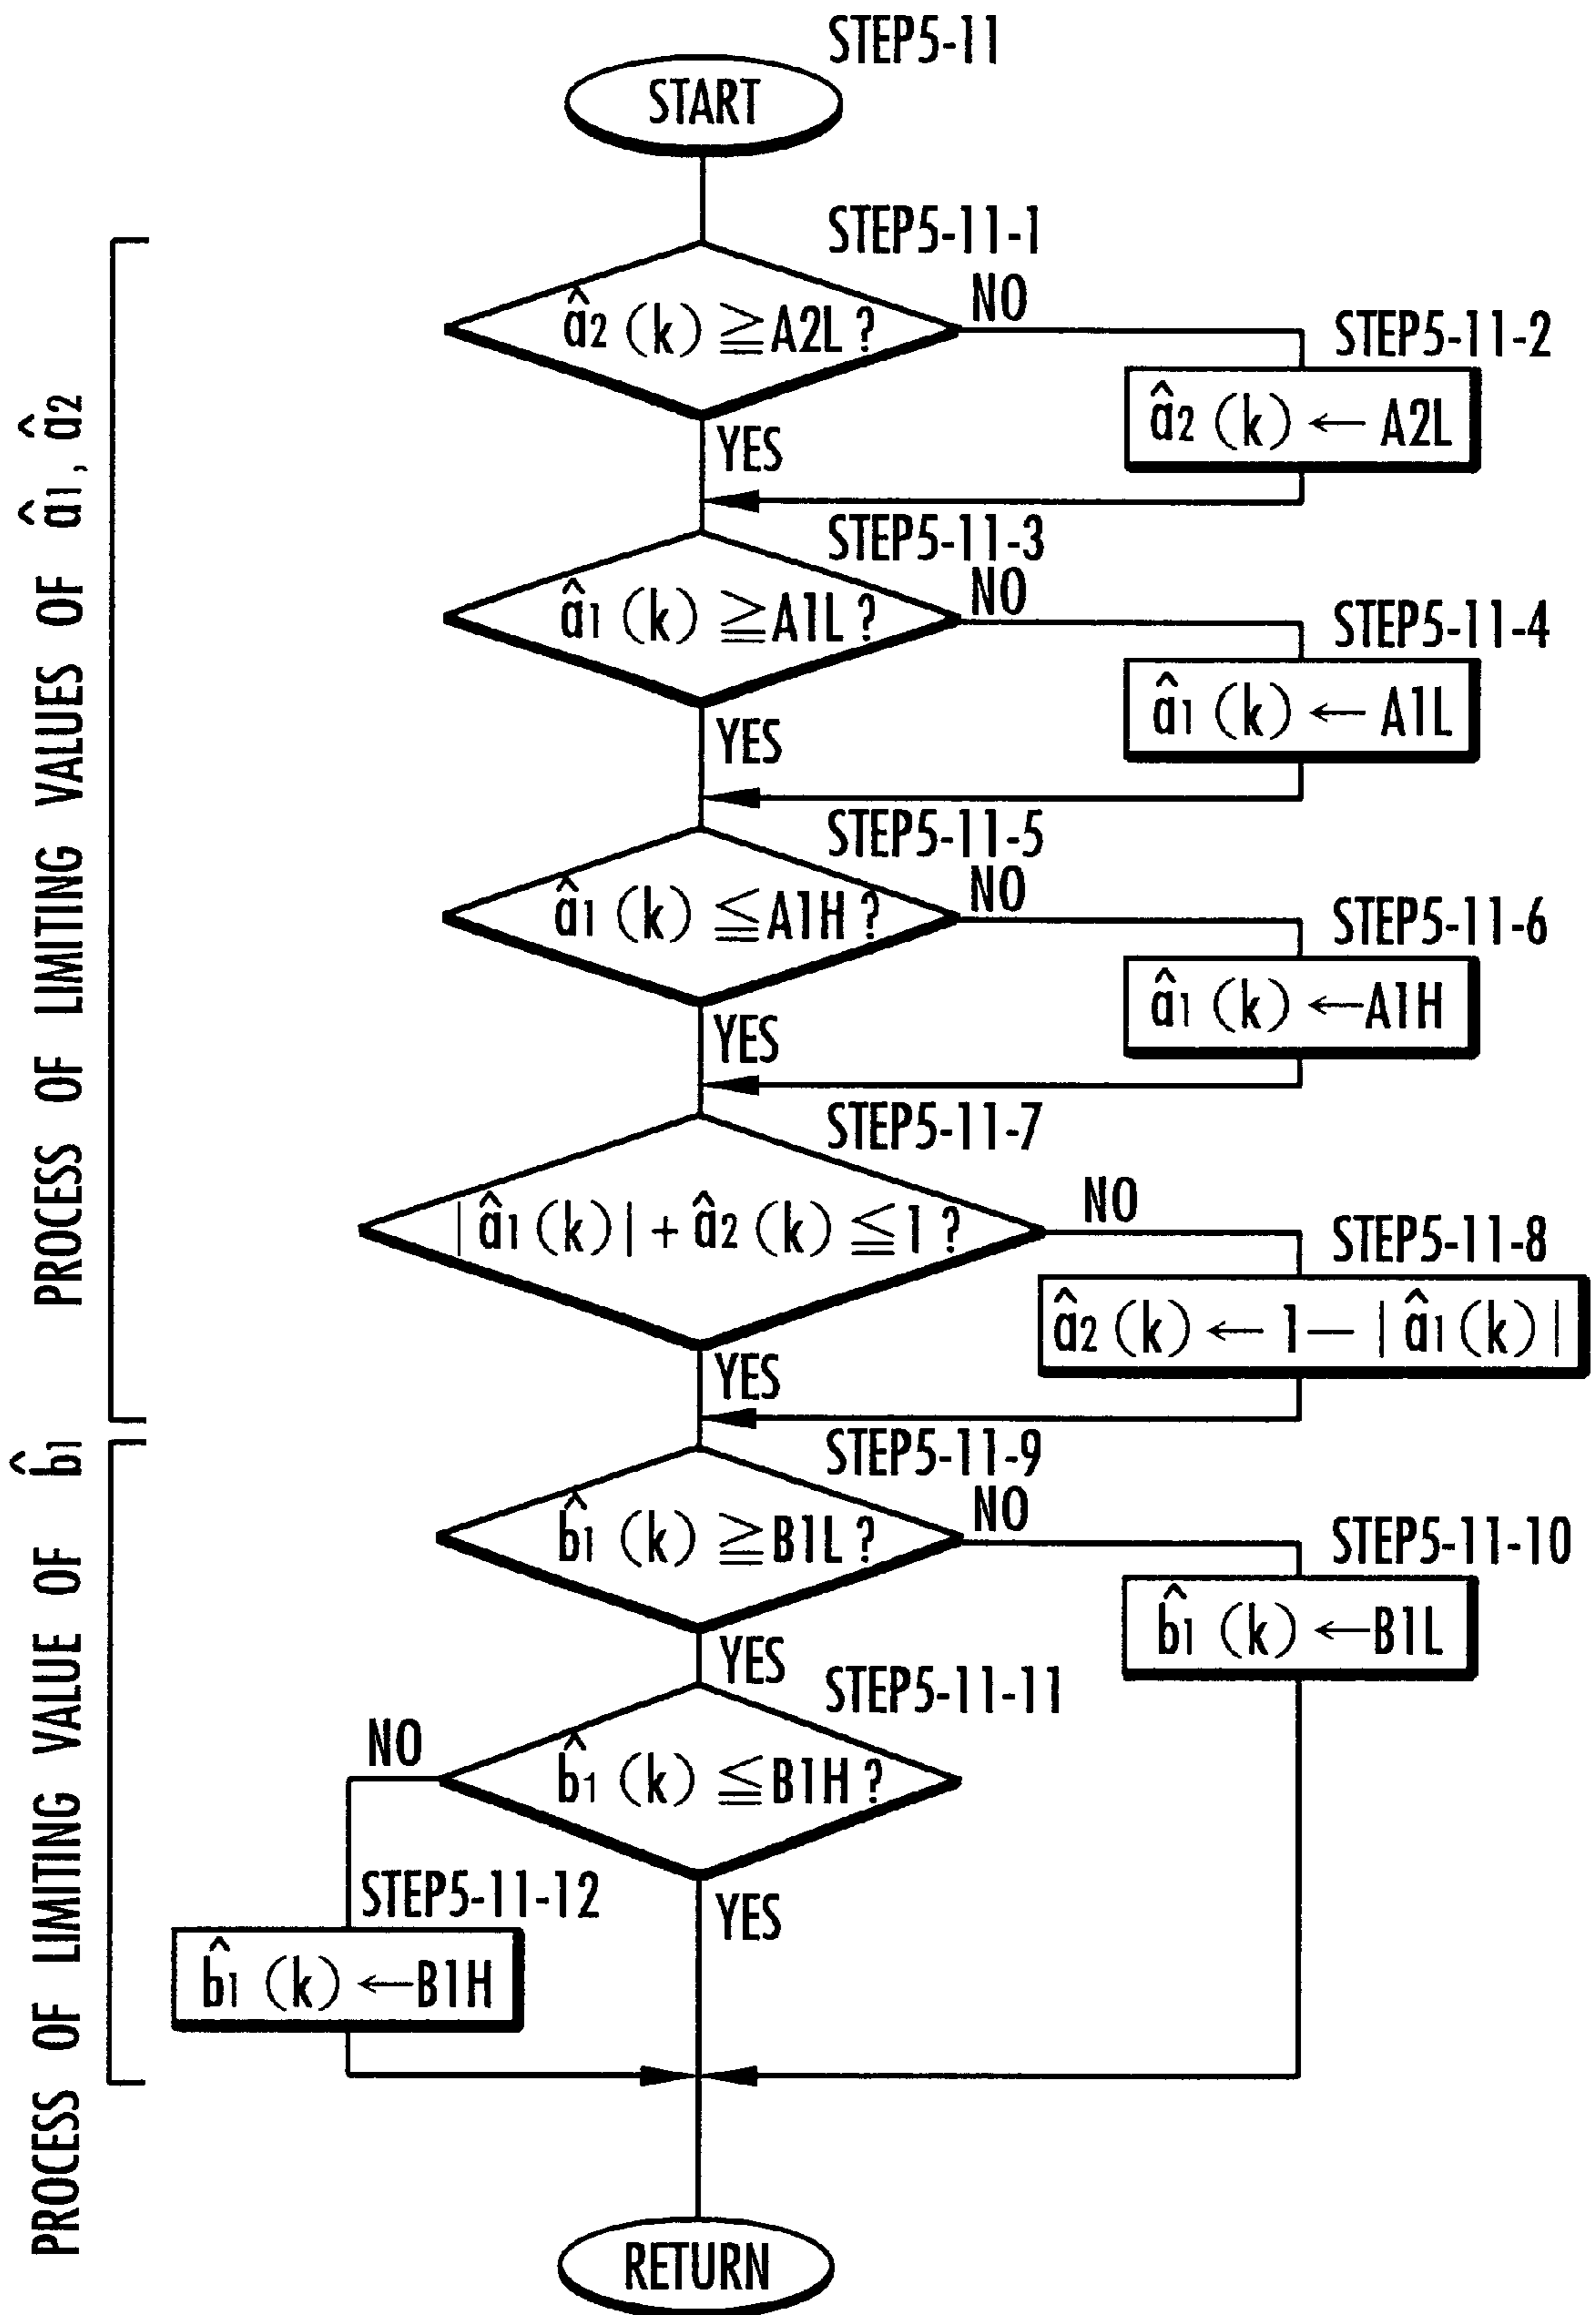 STEP5-11
START
STEP5-11-1
â2 (k) ≧ A2L ?
NO
YES
STEP5-11-2
â2 (k) ← A2L
STEP5-11-3
â1 (k) ≧ A1L ?
NO
YES
STEP5-11-4
â1 (k) ← A1L
STEP5-11-5
â1 (k) ≦ A1H ?
NO
YES
STEP5-11-6
â1 (k) ← A1H
STEP5-11-7
| â1 (k) | + â2 (k) ≦ 1 ?
NO
YES
STEP5-11-8
â2 (k) ← 1 — | â1 (k) |
STEP5-11-9
b̂1 (k) ≧ B1L ?
NO
YES
STEP5-11-10
b̂1 (k) ← B1L
STEP5-11-11
b̂1 (k) ≦ B1H ?
NO
YES
STEP5-11-12
b̂1 (k) ← B1H
RETURN
PROCESS OF LIMITING VALUES OF â1, â2
PROCESS OF LIMITING VALUE OF b̂1